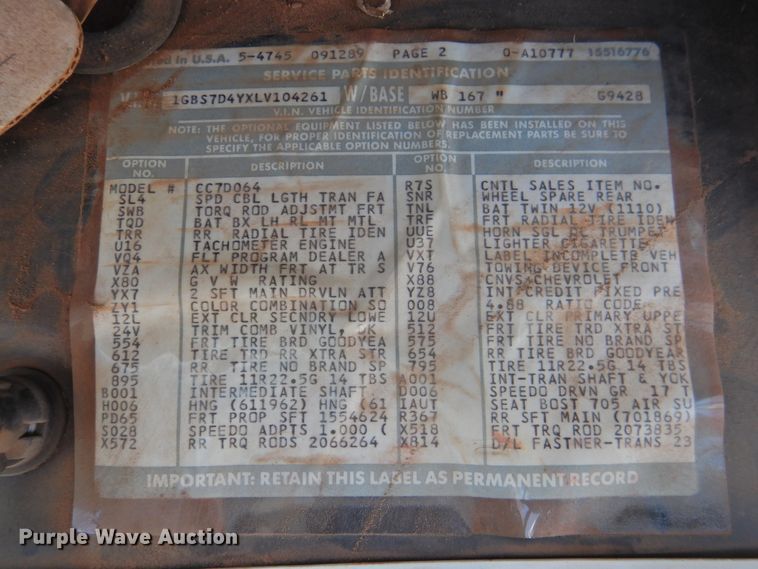 ed in U.S.A. 5-4745 091289 PAGE 2 0-A10777 15516776
SERVICE PARTS IDENTIFICATION
V.I.N. 1GBS7D4YXLV104261 W/BASE WB 167 " G9428
V.I.N. VEHICLE IDENTIFICATION NUMBER
NOTE: THE OPTIONAL EQUIPMENT LISTED BELOW HAS BEEN INSTALLED ON THIS
VEHICLE, FOR PROPER IDENTIFICATION OF REPLACEMENT PARTS BE SURE TO
SPECIFY THE APPLICABLE OPTION NUMBERS.
OPTION NO. DESCRIPTION OPTION NO. DESCRIPTION
MODEL # CC7D064 R7S CNTL SALES ITEM NO.
SL4 SPD CBL LGTH TRAN FA SNR WHEEL SPARE REAR
SWB TORQ ROD ADJSTMT FRT TNL BAT TWIN 12V (1110)
TQD BAT BX LH RL MT MTL TRF FRT RADIAL TIRE IDEN
TRR RR RADIAL TIRE IDEN UUE HORN SGL TRUMPET
U16 TACHOMETER ENGINE U37 LIGHTER CIGARETTE
VQ4 FLT PROGRAM DEALER A VXT LABEL INCOMPLETE VEH
VZA AX WIDTH FRT AT TR S V76 TOWING DEVICE FRONT
X80 G V W RATING X88 CNVS CHEVROLET
YX7 2 SFT MAIN DRVLN ATT YZ8 INT CREDIT FIXED PRE
ZY1 COLOR COMBINATION SO 008 4.88 RATIO CODE
12L EXT CLR SECNDRY LOWE 12U EXT CLR PRIMARY UPPE
24V TRIM COMB VINYL, DK 512 FRT TIRE TRD XTRA ST
554 FRT TIRE BRD GOODYEA 575 FRT TIRE NO BRAND SP
612 TIRE TRD RR XTRA STR 654 RR TIRE BRD GOODYEAR
675 RR TIRE NO BRAND SP 795 TIRE 11R22.5G 14 TBS
895 TIRE 11R22.5G 14 TBS A001 INT-TRAN SHAFT & YOK
B001 INTERMEDIATE SHAFT D006 SPEEDO DRVN GR 17 T
H006 HNG (611962) HNG (61 IAUT SEAT BOST 705 AIR SU
PD65 FRT PROP SFT 1554624 R367 RR SFT MAIN (701869)
S028 SPEEDO ADPTS 1.000 ( X518 FRT TRQ ROD 2073835
X572 RR TRQ RODS 2066264 X814 D/L FASTNER-TRANS 23
IMPORTANT: RETAIN THIS LABEL AS PERMANENT RECORD
Purple Wave Auction